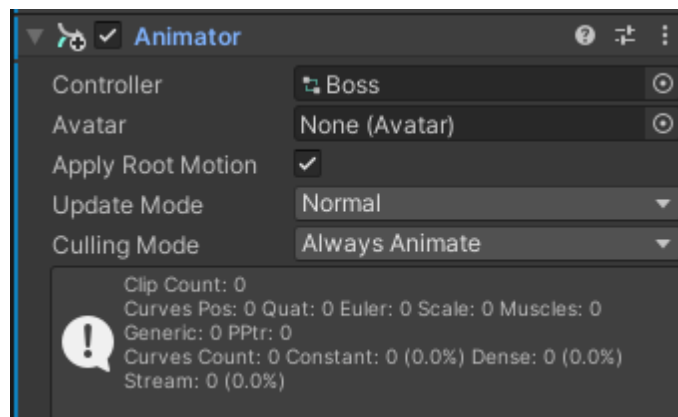 Animator
Controller Boss
Avatar None (Avatar)
Apply Root Motion
Update Mode Normal
Culling Mode Always Animate
Clip Count: 0
Curves Pos: 0 Quat: 0 Euler: 0 Scale: 0 Muscles: 0
Generic: 0 PPtr: 0
Curves Count: 0 Constant: 0 (0.0%) Dense: 0 (0.0%)
Stream: 0 (0.0%)